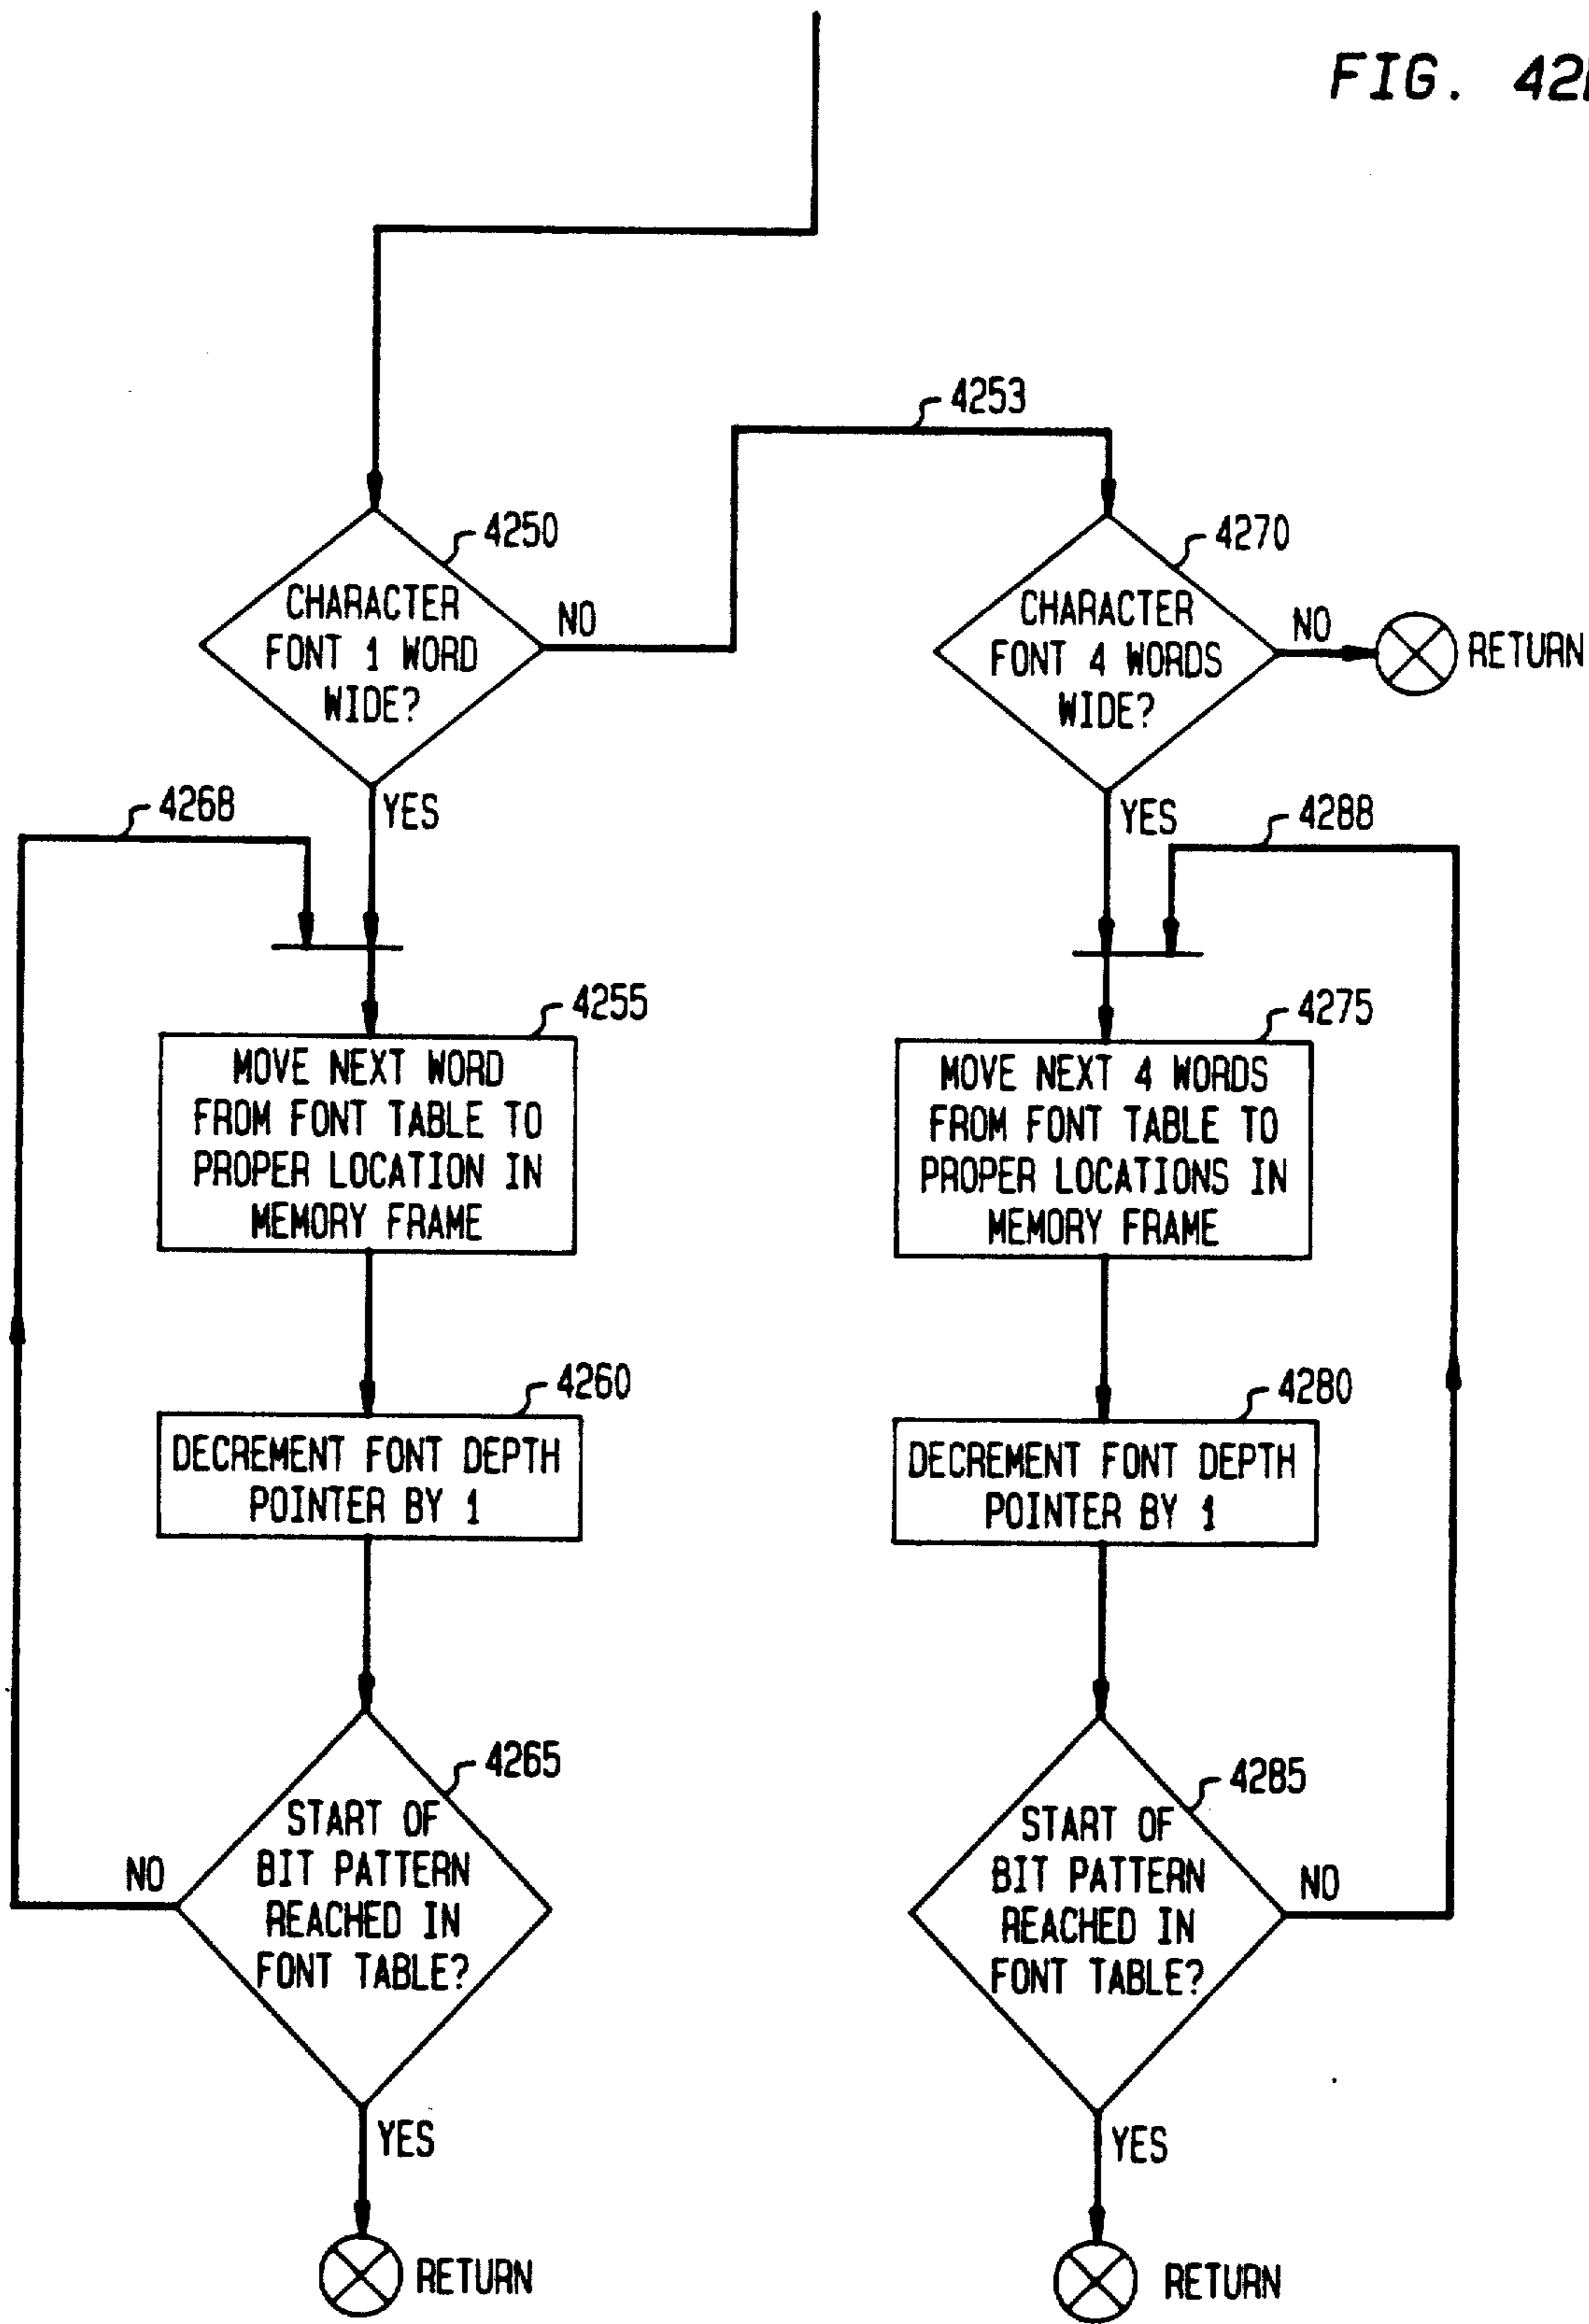 FIG. 42
4253
4250
CHARACTER
FONT 1 WORD
WIDE?
NO
4270
CHARACTER
FONT 4 WORDS
WIDE?
NO
RETURN
YES
4268
YES
4288
4255
MOVE NEXT WORD
FROM FONT TABLE TO
PROPER LOCATION IN
MEMORY FRAME
4275
MOVE NEXT 4 WORDS
FROM FONT TABLE TO
PROPER LOCATIONS IN
MEMORY FRAME
4260
DECREMENT FONT DEPTH
POINTER BY 1
4280
DECREMENT FONT DEPTH
POINTER BY 1
4265
START OF
BIT PATTERN
REACHED IN
FONT TABLE?
NO
4285
START OF
BIT PATTERN
REACHED IN
FONT TABLE?
NO
YES
RETURN
YES
RETURN